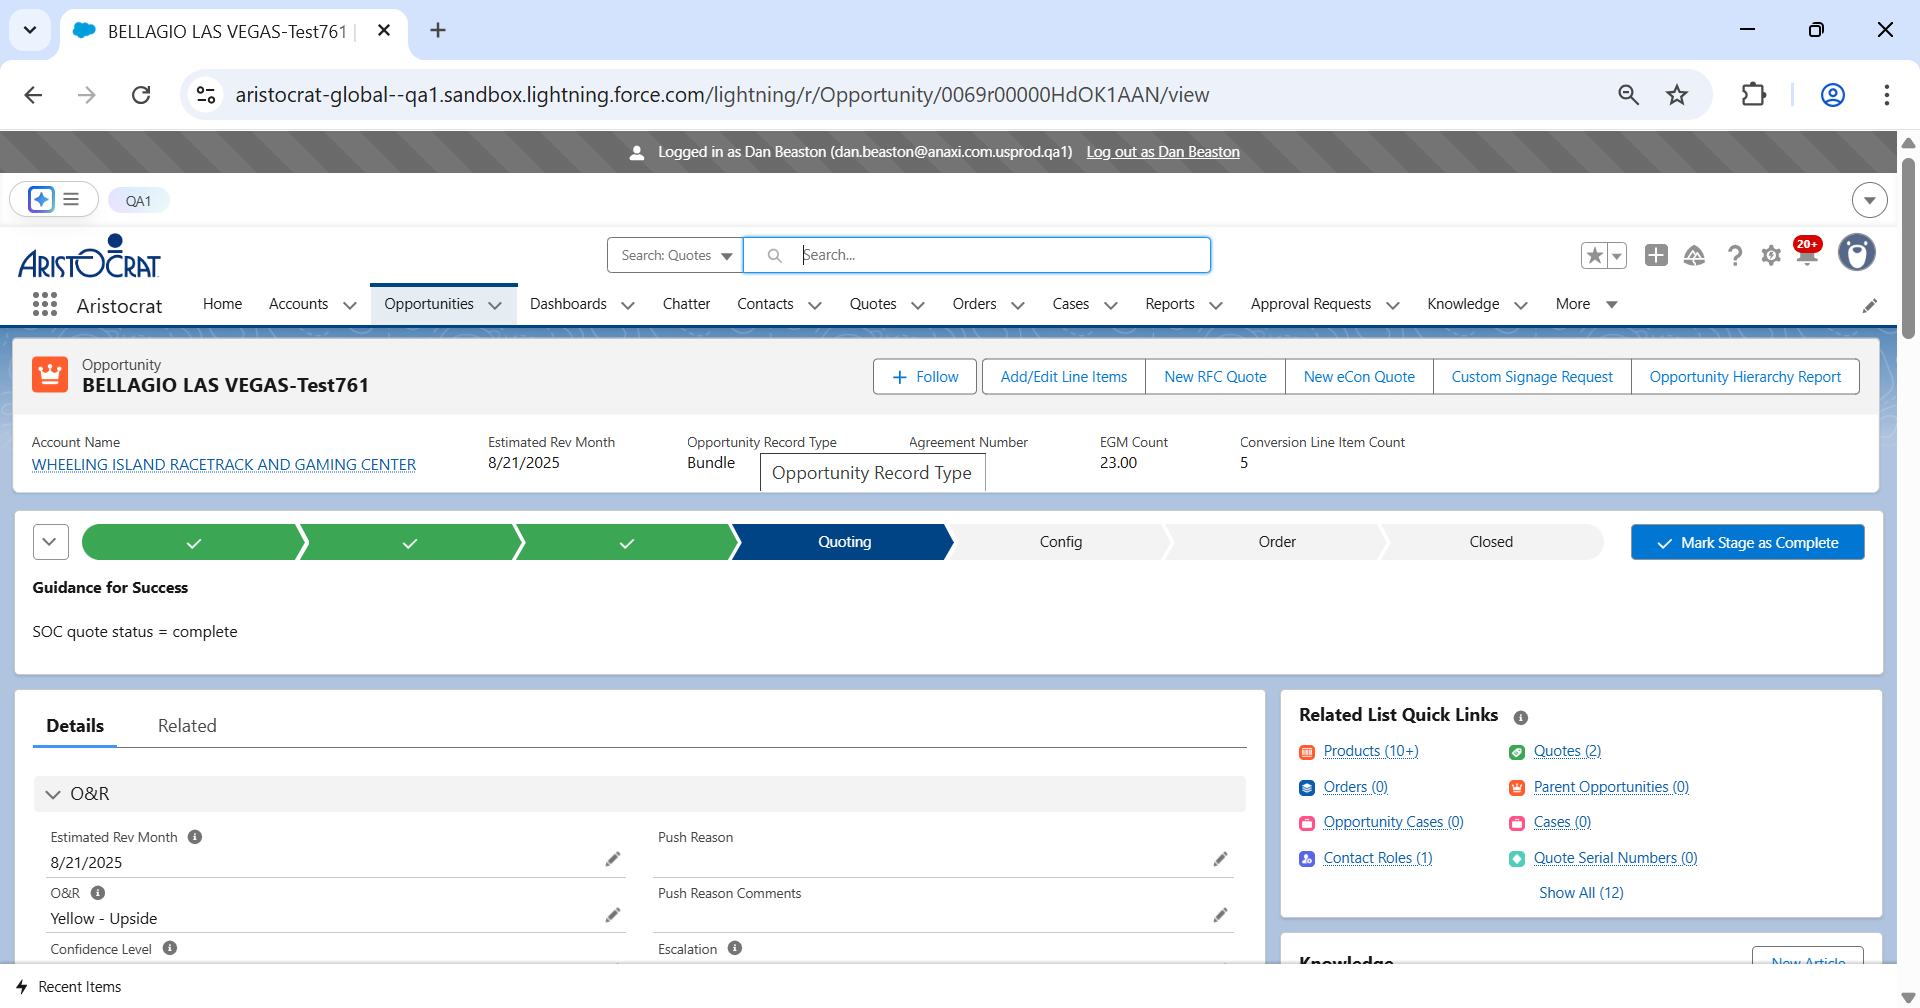 BELLAGIO LAS VEGAS-Test761
aristocrat-global--qa1.sandbox.lightning.force.com/lightning/r/Opportunity/0069r00000HdOK1AAN/view
Logged in as Dan Beaston (dan.beaston@anaxi.com.usprod.qa1) Log out as Dan Beaston
QA1
ARISTOCRAT
Search: Quotes
Search...
20+
Aristocrat
Home Accounts Opportunities Dashboards Chatter Contacts Quotes Orders Cases Reports Approval Requests Knowledge More
Opportunity
BELLAGIO LAS VEGAS-Test761
Follow Add/Edit Line Items New RFC Quote New eCon Quote Custom Signage Request Opportunity Hierarchy Report
Account Name Estimated Rev Month Opportunity Record Type Agreement Number EGM Count Conversion Line Item Count
WHEELING ISLAND RACETRACK AND GAMING CENTER 8/21/2025 Bundle 23.00 5
Opportunity Record Type
Quoting Config Order Closed Mark Stage as Complete
Guidance for Success
SOC quote status = complete
Details Related
O&R
Estimated Rev Month Push Reason
8/21/2025
O&R Push Reason Comments
Yellow - Upside
Confidence Level Escalation
Related List Quick Links
Products (10+) Quotes (2)
Orders (0) Parent Opportunities (0)
Opportunity Cases (0) Cases (0)
Contact Roles (1) Quote Serial Numbers (0)
Show All (12)
Knowledge New Article
Recent Items